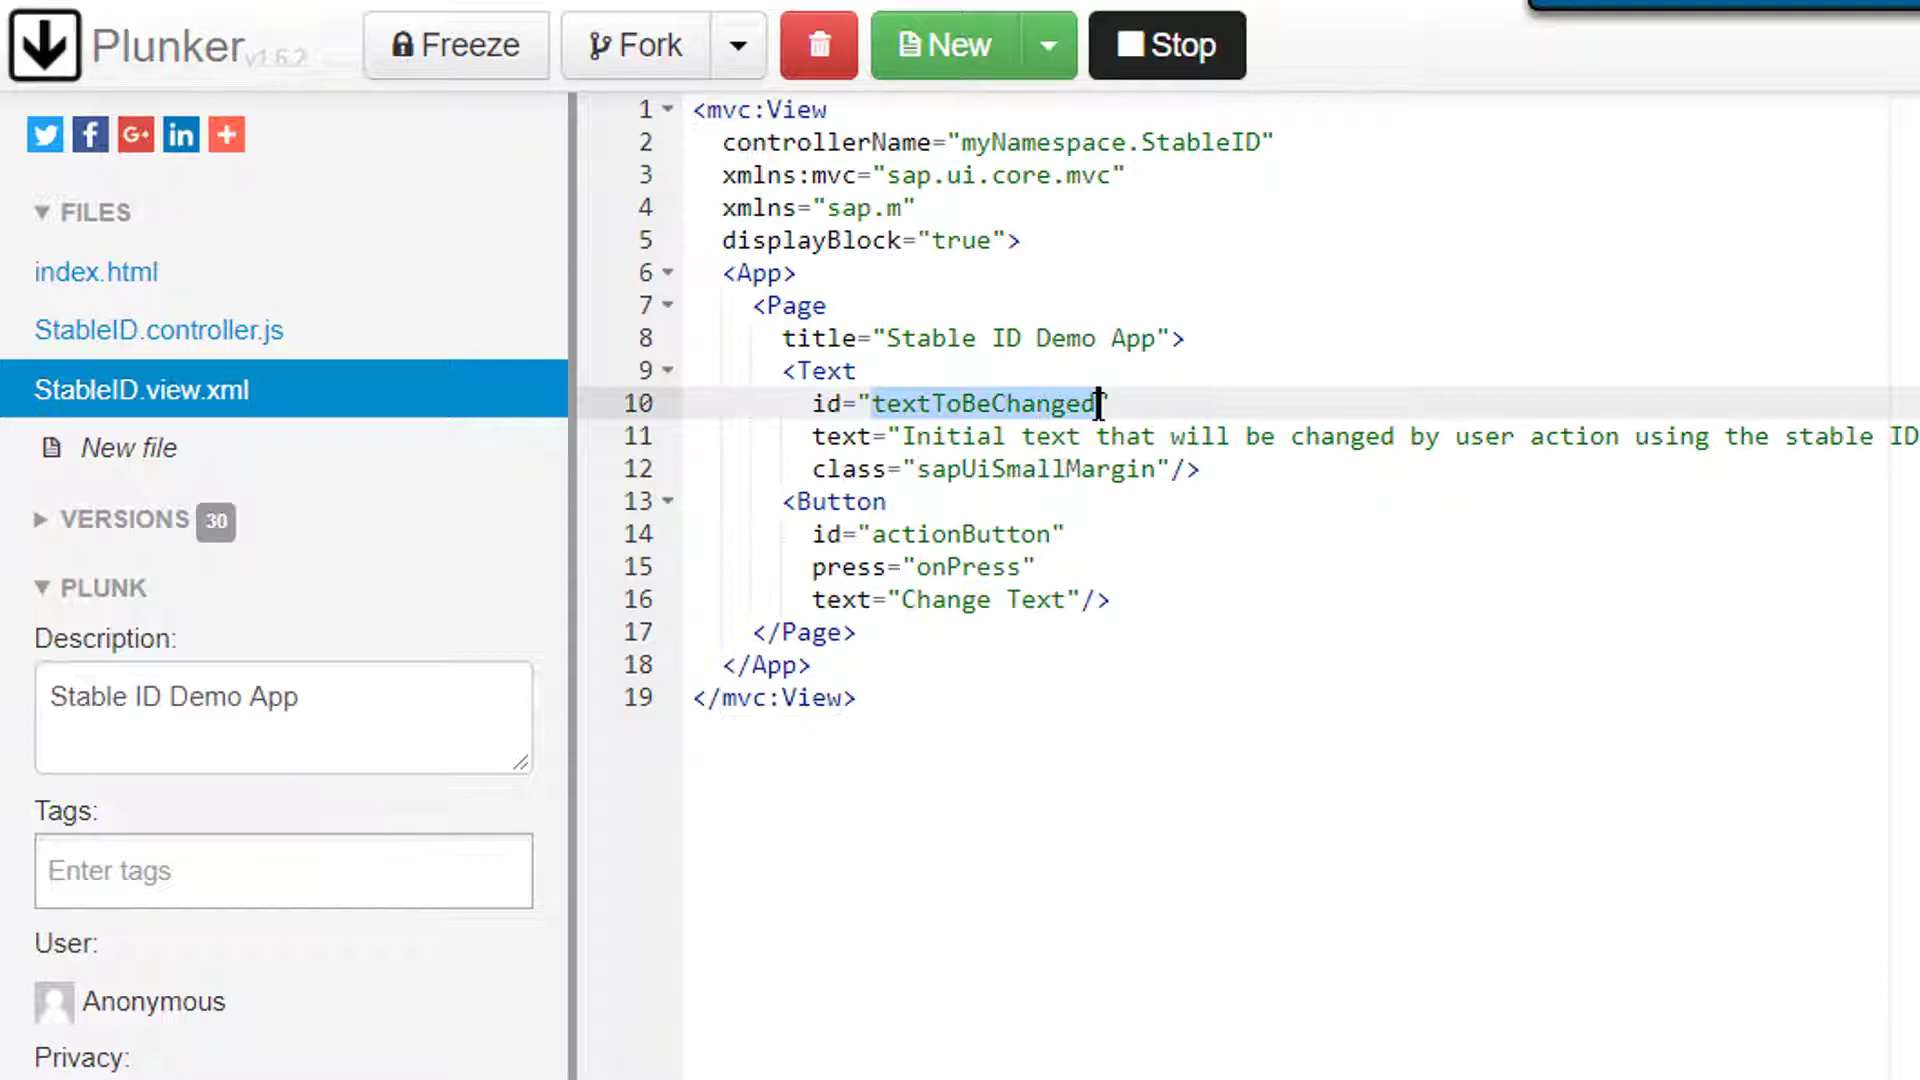 Plunker v1.6.2
Freeze
Fork
New
Stop
FILES
index.html
StableID.controller.js
StableID.view.xml
New file
VERSIONS 30
PLUNK
Description:
Stable ID Demo App
Tags:
Enter tags
User:
Anonymous
Privacy:
1 <mvc:View
2 controllerName="myNamespace.StableID"
3 xmlns:mvc="sap.ui.core.mvc"
4 xmlns="sap.m"
5 displayBlock="true">
6 <App>
7 <Page
8 title="Stable ID Demo App">
9 <Text
10 id="textToBeChanged"
11 text="Initial text that will be changed by user action using the stable ID
12 class="sapUiSmallMargin"/>
13 <Button
14 id="actionButton"
15 press="onPress"
16 text="Change Text"/>
17 </Page>
18 </App>
19 </mvc:View>